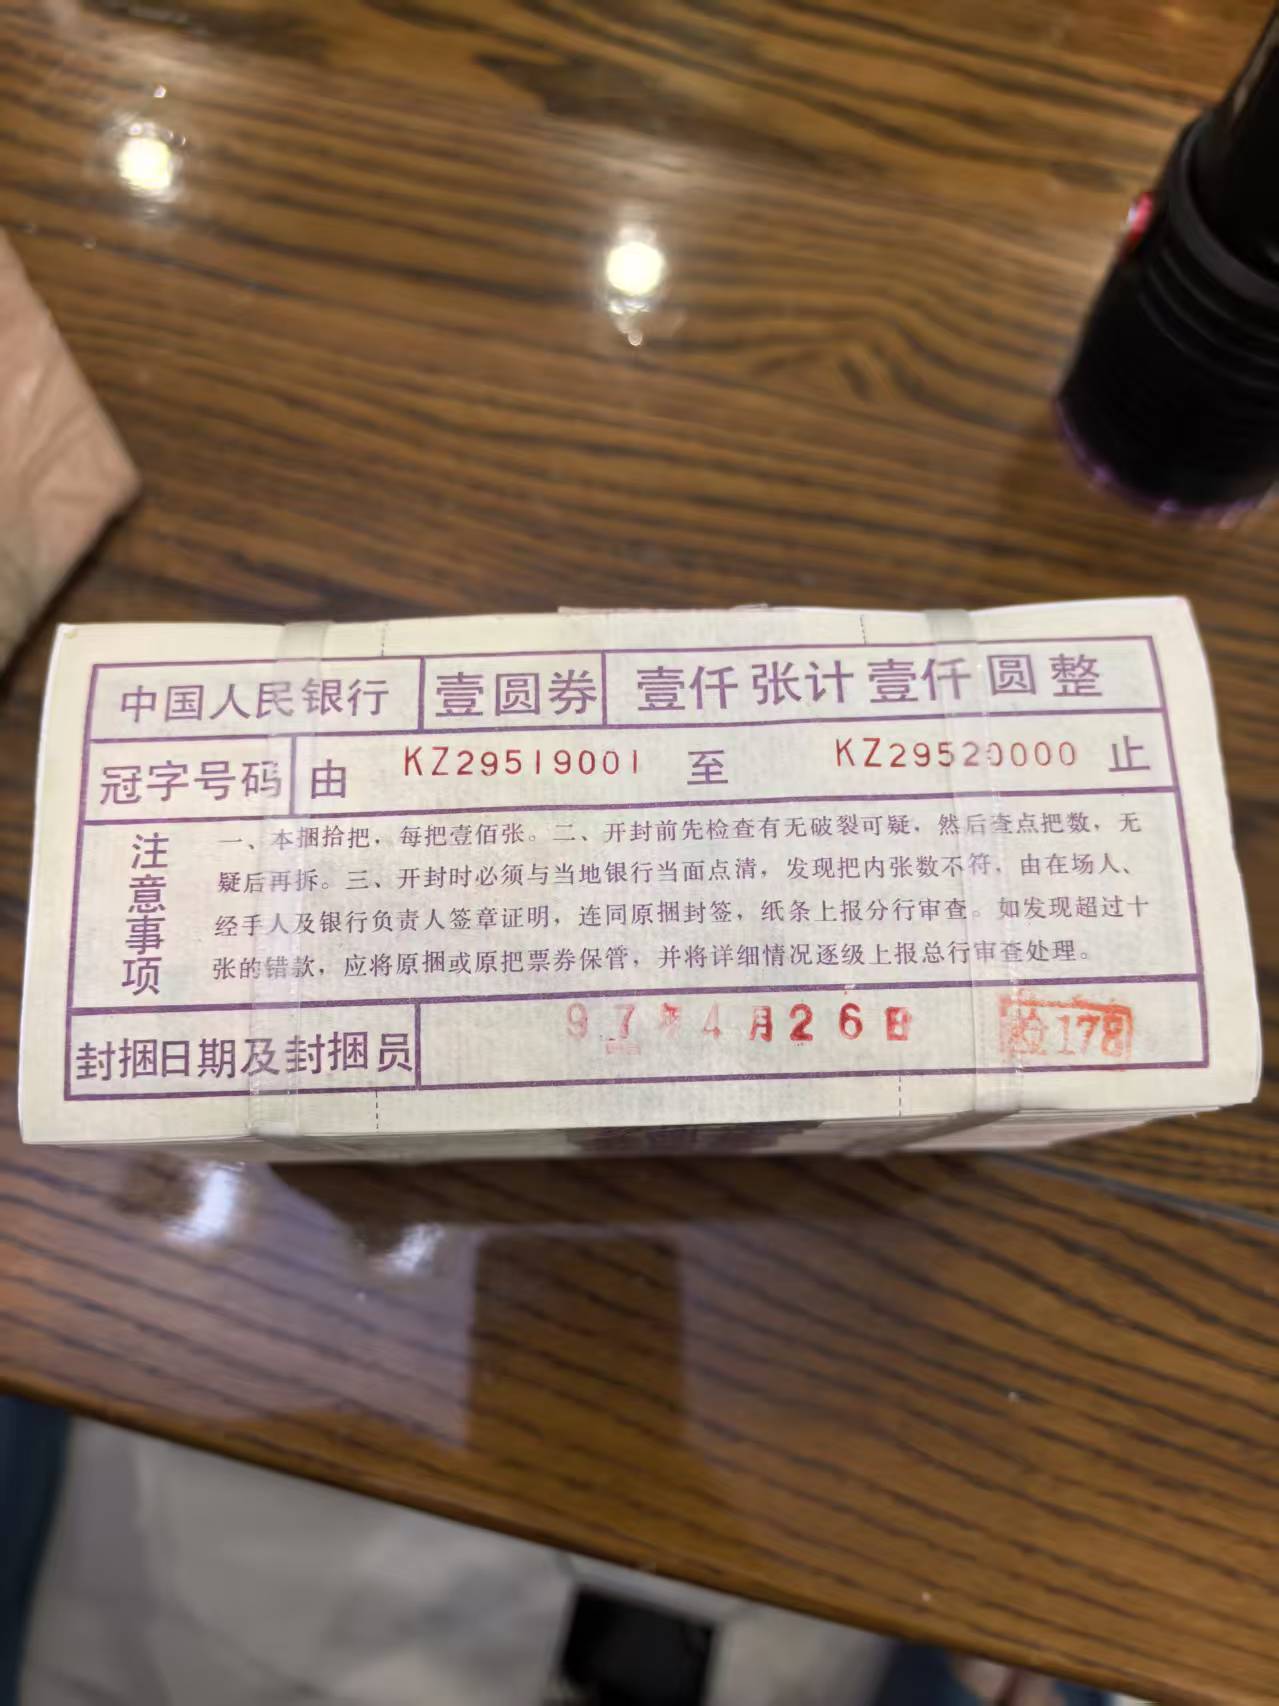 中国人民银行 壹圆券 壹仟张计壹仟圆整
冠字号码 由 KZ29519001 至 KZ29520000 止
注意事项
一、本捆拾把，每把壹佰张。二、开封前先检查有无破裂可疑，然后查点把数，无
疑后再拆。三、开封时必须与当地银行当面点清，发现把内张数不符，由在场人、
经手人及银行负责人签章证明，连同原捆封签，纸条上报分行审查。如发现超过十
张的错款，应将原捆或原把票券保管，并将详细情况逐级上报总行审查处理。
封捆日期及封捆员 97年4月26日 检178